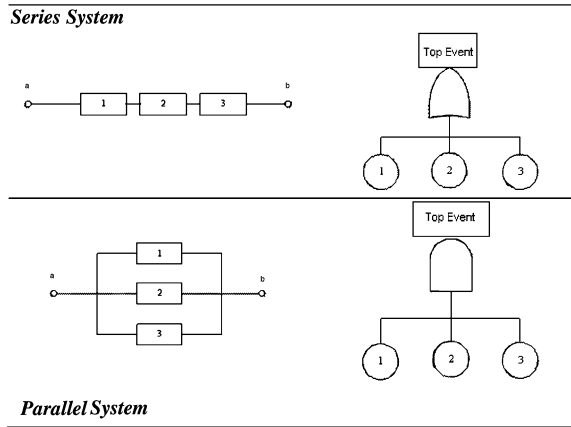 Series System
Top Event
a
b
1 2 3
1 2 3
Top Event
1
a
b
2
3
1 2 3
Parallel System